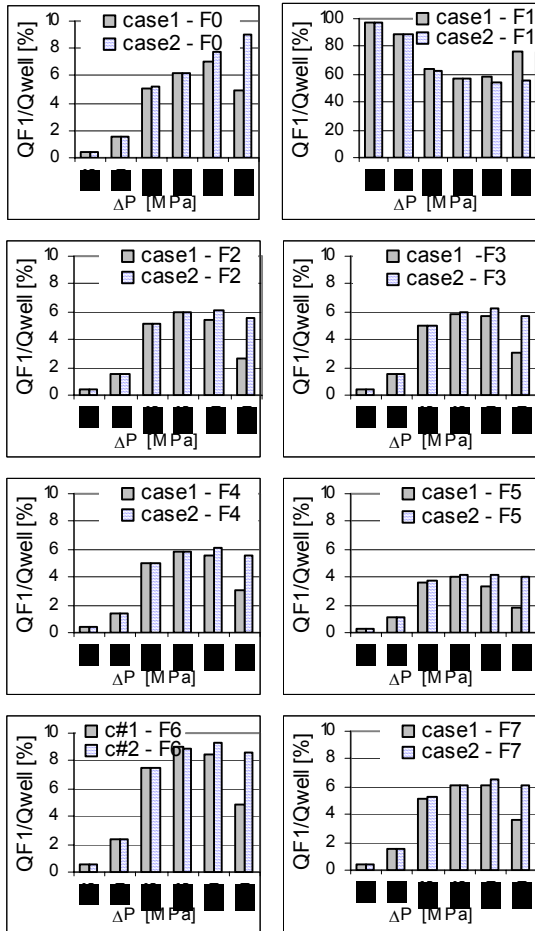 QF1/Qwell [%]
10
8
6
4
2
0
case1 - F0
case2 - F0
ΔP [MPa]
QF1/Qwell [%]
100
80
60
40
20
0
case1 - F1
case2 - F1
ΔP [MPa]
QF1/Qwell [%]
10
8
6
4
2
0
case1 - F2
case2 - F2
ΔP [MPa]
QF1/Qwell [%]
10
8
6
4
2
0
case1 -F3
case2 - F3
ΔP [MPa]
QF1/Qwell [%]
10
8
6
4
2
0
case1 - F4
case2 - F4
ΔP [MPa]
QF1/Qwell [%]
10
8
6
4
2
0
case1 - F5
case2 - F5
ΔP [MPa]
QF1/Qwell [%]
10
8
6
4
2
0
c#1 - F6
c#2 - F6
ΔP [MPa]
QF1/Qwell [%]
10
8
6
4
2
0
case1 - F7
case2 - F7
ΔP [MPa]